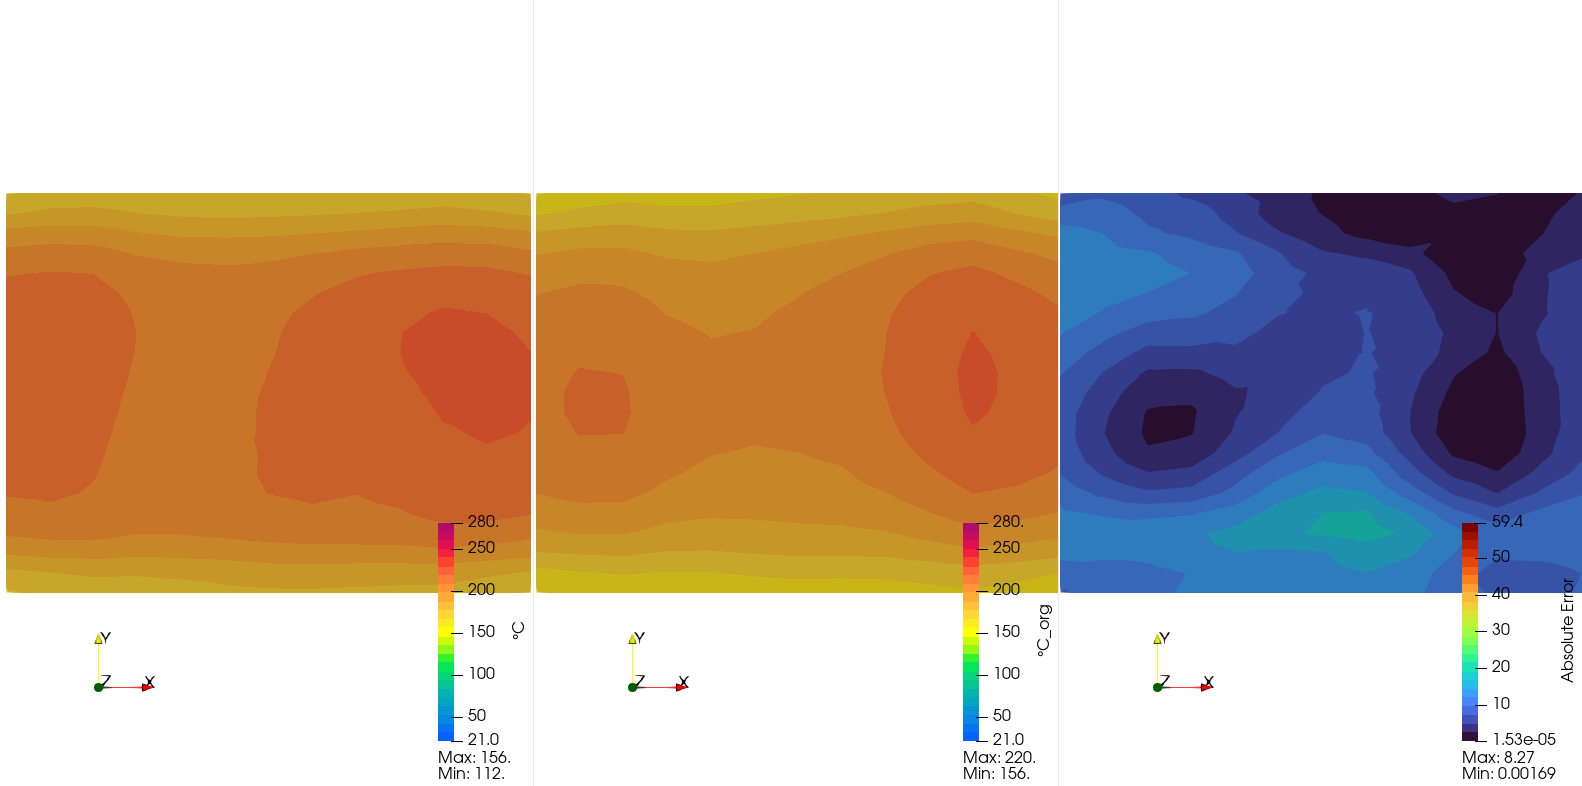 280.
250
200
150
100
50
21.0
°C
Max: 156.
Min: 112.
Y
Z
X
280.
250
200
150
100
50
21.0
°C_org
Max: 220.
Min: 156.
Y
Z
X
59.4
50
40
30
20
10
1.53e-05
Absolute Error
Max: 8.27
Min: 0.00169
Y
Z
X